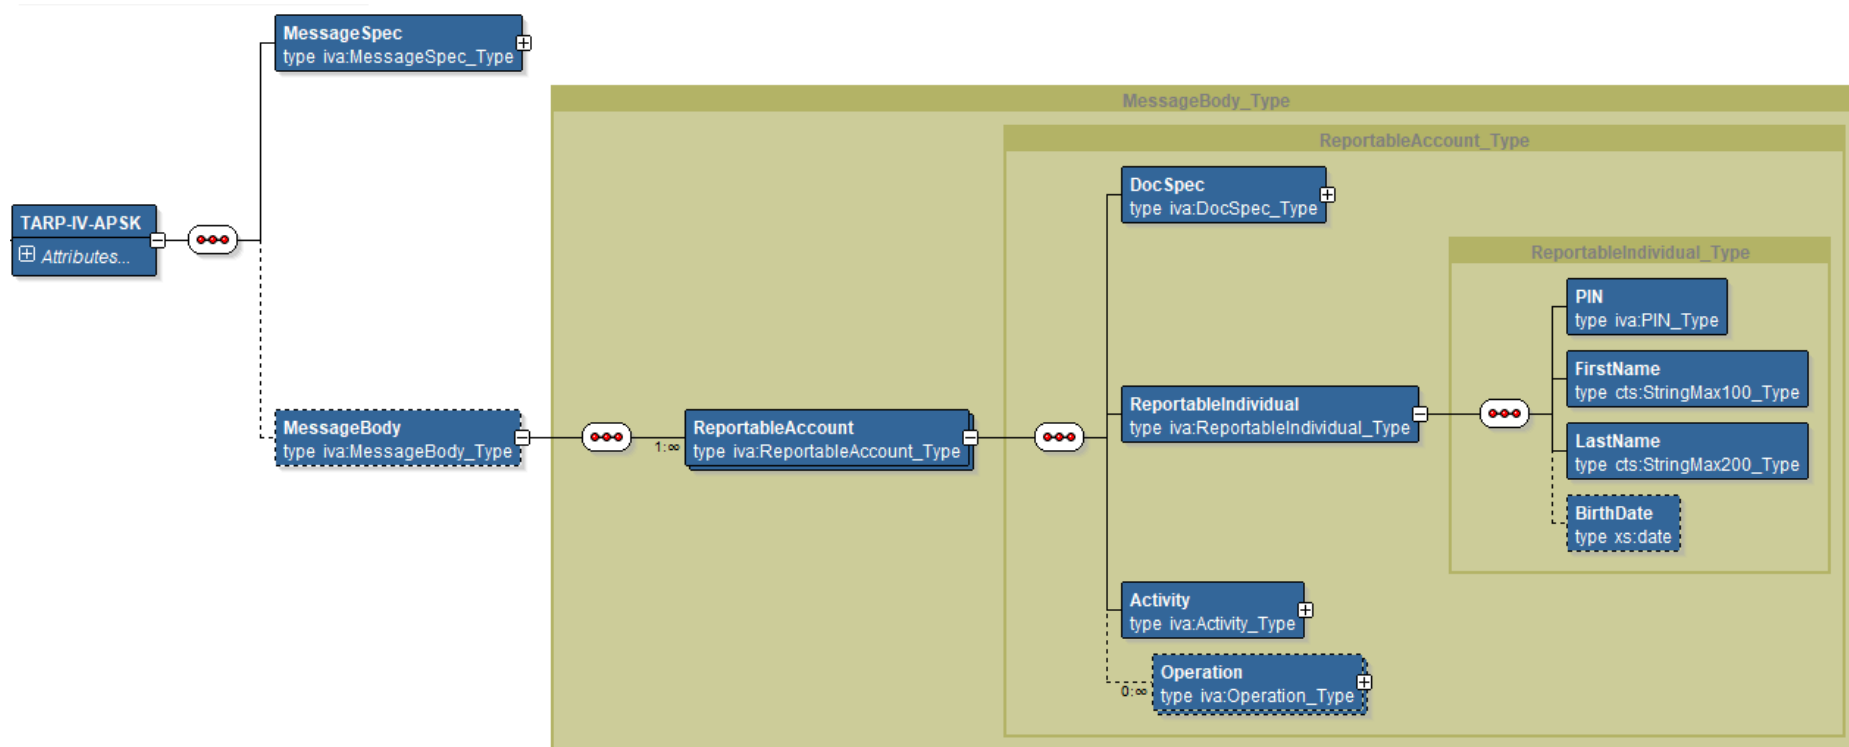 MessageSpec
type iva:MessageSpec_Type
MessageBody_Type
ReportableAccount_Type
DocSpec
type iva:DocSpec_Type
TARP-IV-APSK
Attributes...
ReportableIndividual_Type
PIN
type iva:PIN_Type
FirstName
type cts:StringMax100_Type
ReportableIndividual
type iva:ReportableIndividual_Type
MessageBody
type iva:MessageBody_Type
1:∞
ReportableAccount
type iva:ReportableAccount_Type
LastName
type cts:StringMax200_Type
BirthDate
type xs:date
Activity
type iva:Activity_Type
0:∞
Operation
type iva:Operation_Type